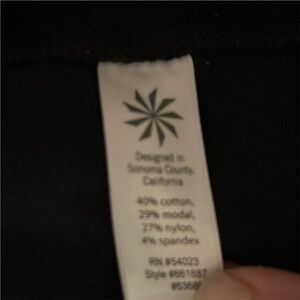 Designed in
Sonoma County,
California
40% cotton,
29% modal,
27% nylon,
4% spandex
RN #54023
Style #861887